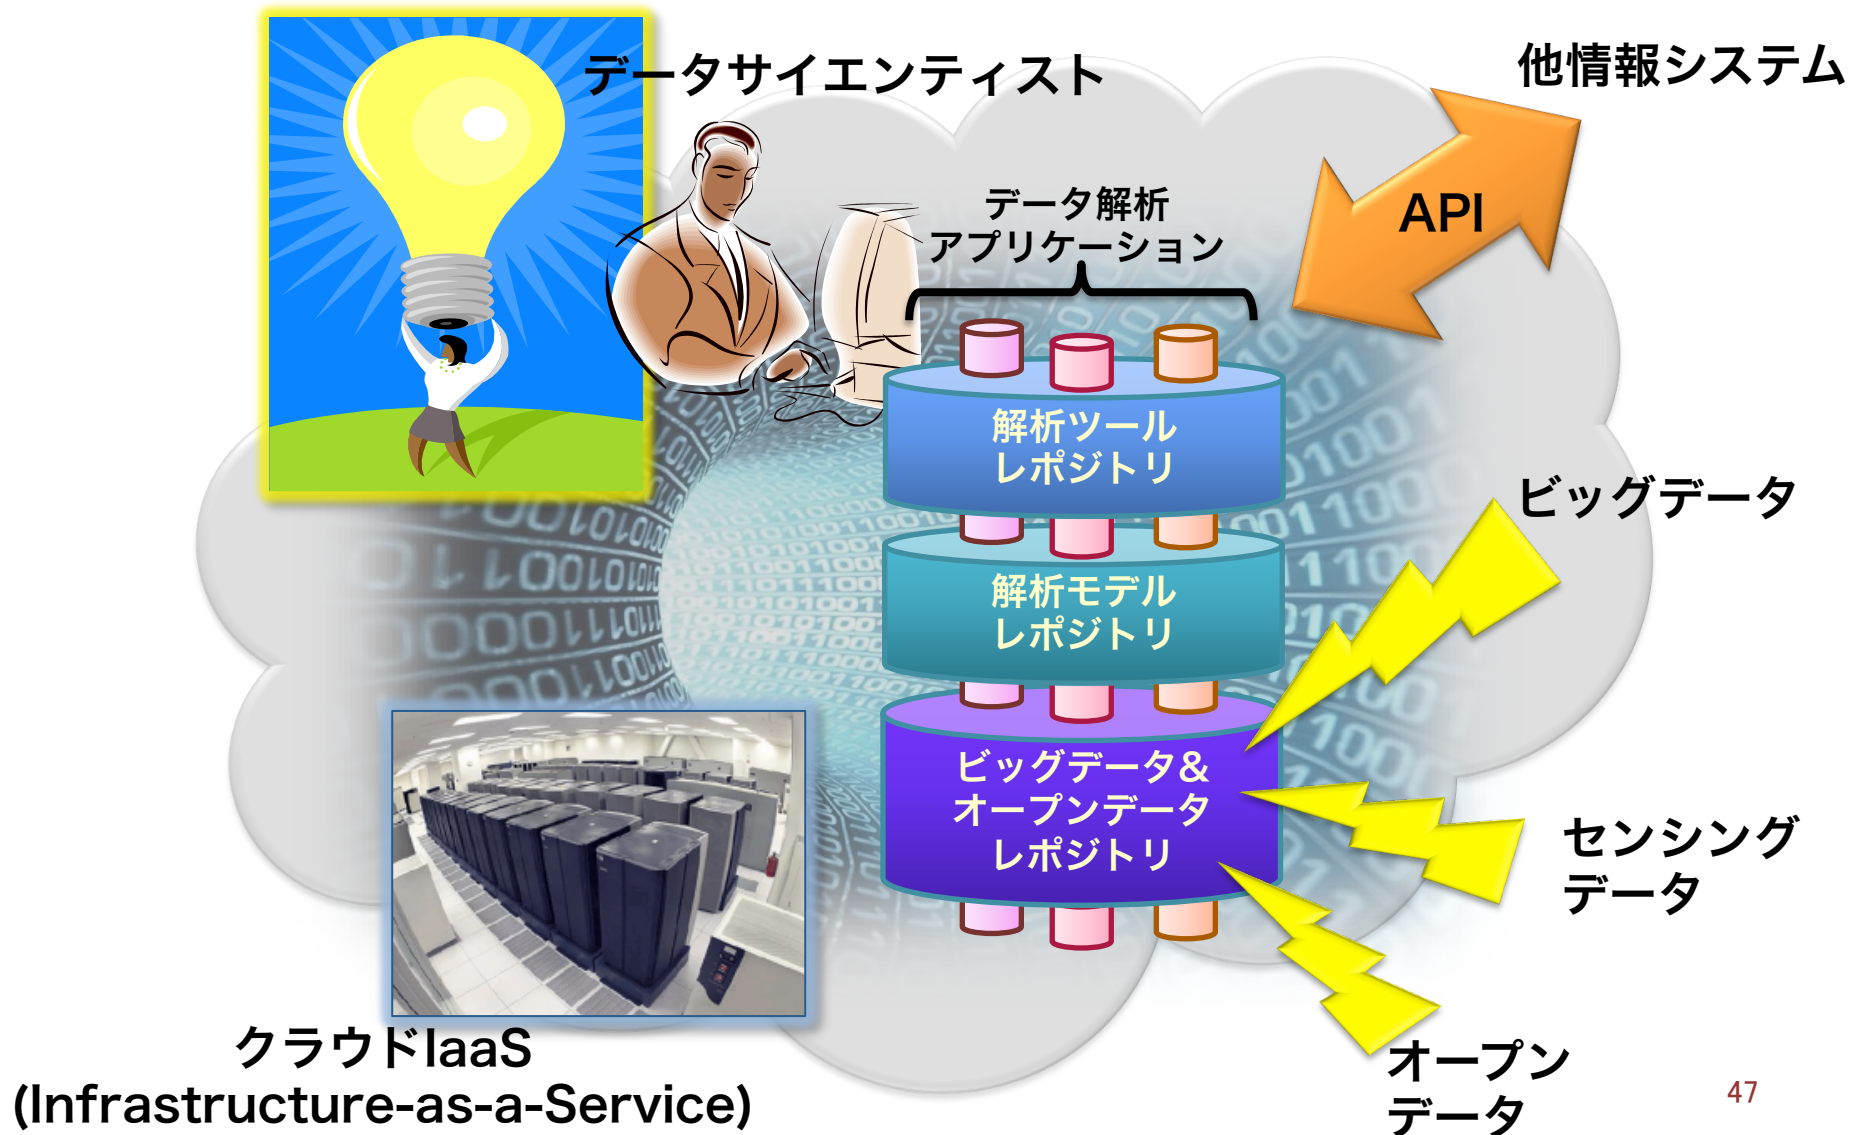 データサイエンティスト
他情報システム
API
データ解析
アプリケーション
解析ツール
レポジトリ
解析モデル
レポジトリ
ビッグデータ&
オープンデータ
レポジトリ
ビッグデータ
センシング
データ
オープン
データ
クラウドIaaS
(Infrastructure-as-a-Service)
47